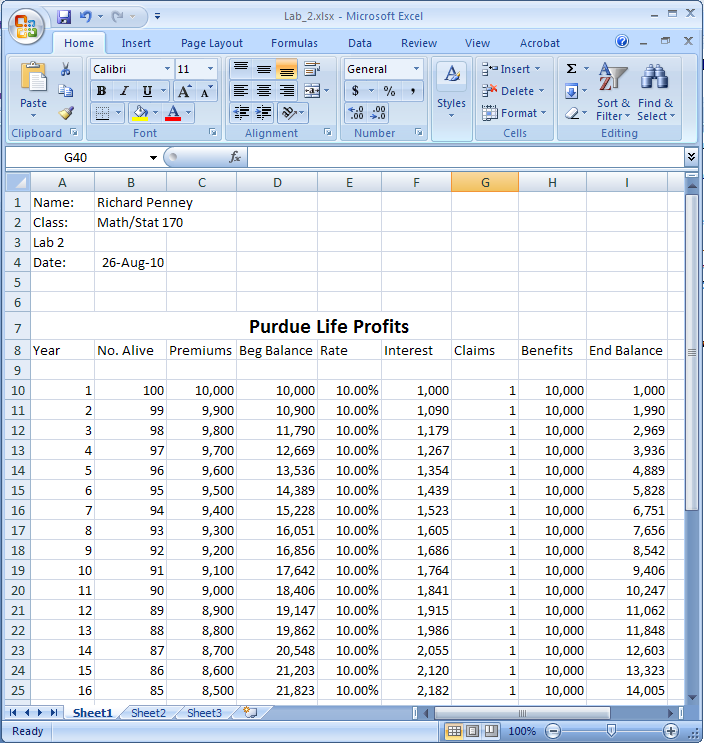 Lab_2.xlsx - Microsoft Excel
Home Insert Page Layout Formulas Data Review View Acrobat
Calibri 11 General Insert Σ
Paste B I U $ % , Styles Delete Sort & Find &
A A Format Filter Select
Clipboard Font Alignment Number Cells Editing
G40 fx
A B C D E F G H I
1 Name: Richard Penney
2 Class: Math/Stat 170
3 Lab 2
4 Date: 26-Aug-10
5
6
7 Purdue Life Profits
8 Year No. Alive Premiums Beg Balance Rate Interest Claims Benefits End Balance
9
10 1 100 10,000 10,000 10.00% 1,000 1 10,000 1,000
11 2 99 9,900 10,900 10.00% 1,090 1 10,000 1,990
12 3 98 9,800 11,790 10.00% 1,179 1 10,000 2,969
13 4 97 9,700 12,669 10.00% 1,267 1 10,000 3,936
14 5 96 9,600 13,536 10.00% 1,354 1 10,000 4,889
15 6 95 9,500 14,389 10.00% 1,439 1 10,000 5,828
16 7 94 9,400 15,228 10.00% 1,523 1 10,000 6,751
17 8 93 9,300 16,051 10.00% 1,605 1 10,000 7,656
18 9 92 9,200 16,856 10.00% 1,686 1 10,000 8,542
19 10 91 9,100 17,642 10.00% 1,764 1 10,000 9,406
20 11 90 9,000 18,406 10.00% 1,841 1 10,000 10,247
21 12 89 8,900 19,147 10.00% 1,915 1 10,000 11,062
22 13 88 8,800 19,862 10.00% 1,986 1 10,000 11,848
23 14 87 8,700 20,548 10.00% 2,055 1 10,000 12,603
24 15 86 8,600 21,203 10.00% 2,120 1 10,000 13,323
25 16 85 8,500 21,823 10.00% 2,182 1 10,000 14,005
Sheet1 Sheet2 Sheet3
Ready 100%